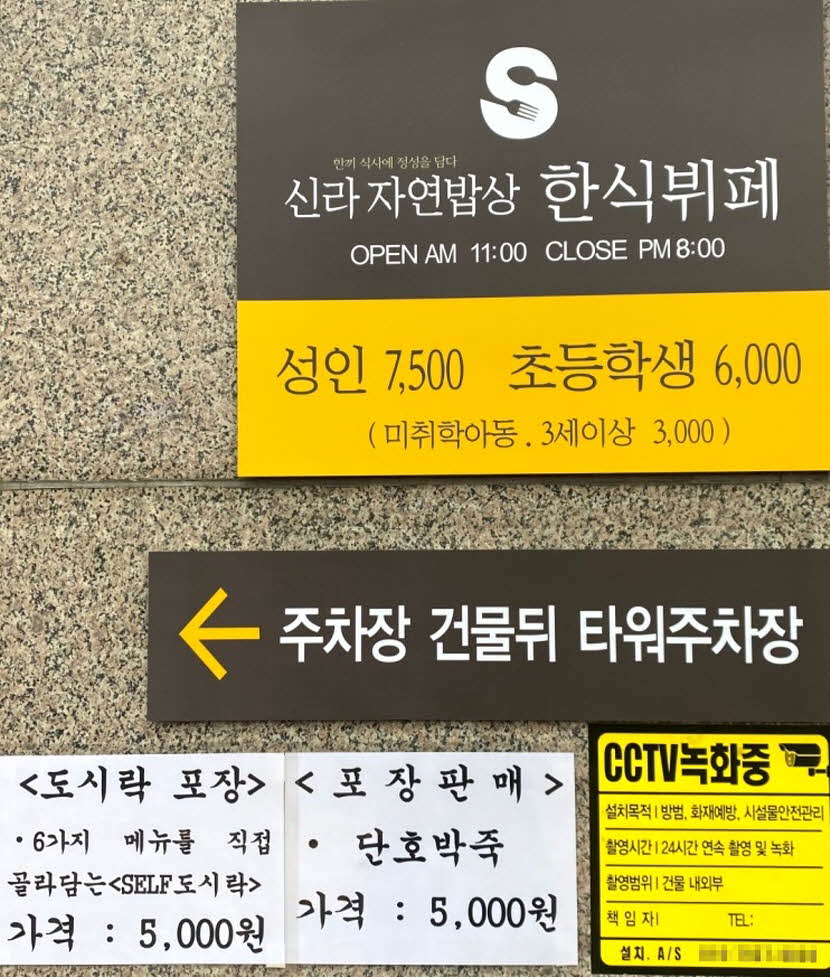 S
한끼 식사에 정성을 담다
신라 자연밥상 한식뷔페
OPEN AM 11:00 CLOSE PM 8:00
성인 7,500 초등학생 6,000
( 미취학아동 . 3세이상 3,000 )
주차장 건물뒤 타워주차장
<도시락 포장>
・6가지 메뉴를 직접
골라담는<SELF도시락>
가격 : 5,000원
< 포 장 판 매 >
・ 단호박죽
가격 : 5,000원
CCTV녹화중
설치목적 | 방범, 화재예방, 시설물안전관리
촬영시간 | 24시간 연속 촬영 및 녹화
촬영범위 | 건물 내외부
책 임 자 | TEL:
설치. A/S